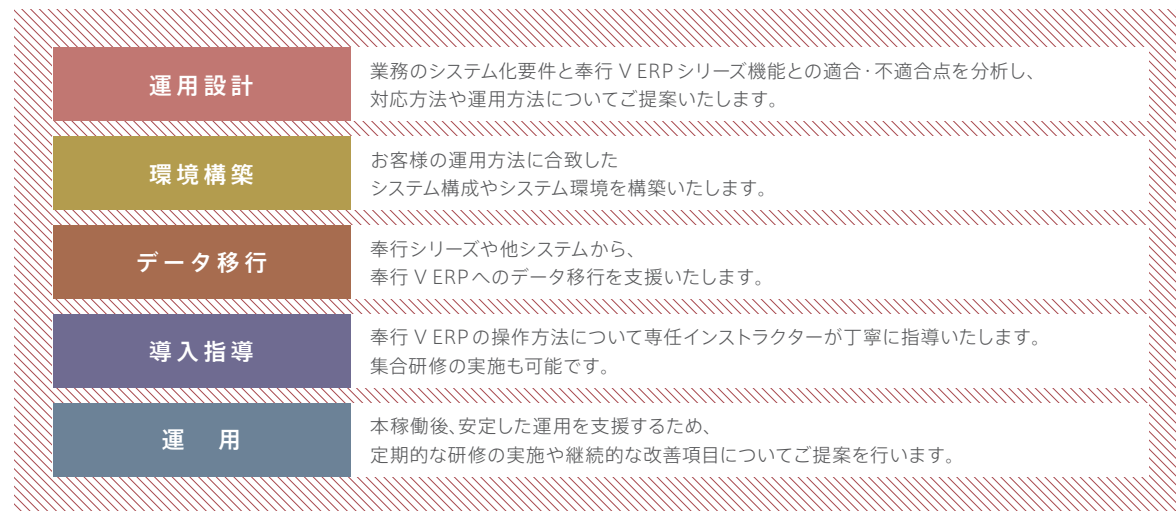 運用設計
業務のシステム化要件と奉行 V ERPシリーズ機能との適合・不適合点を分析し、
対応方法や運用方法についてご提案いたします。
環境構築
お客様の運用方法に合致した
システム構成やシステム環境を構築いたします。
データ移行
奉行シリーズや他システムから、
奉行 V ERPへのデータ移行を支援いたします。
導入指導
奉行 V ERPの操作方法について専任インストラクターが丁寧に指導いたします。
集合研修の実施も可能です。
運　用
本稼働後、安定した運用を支援するため、
定期的な研修の実施や継続的な改善項目についてご提案を行います。